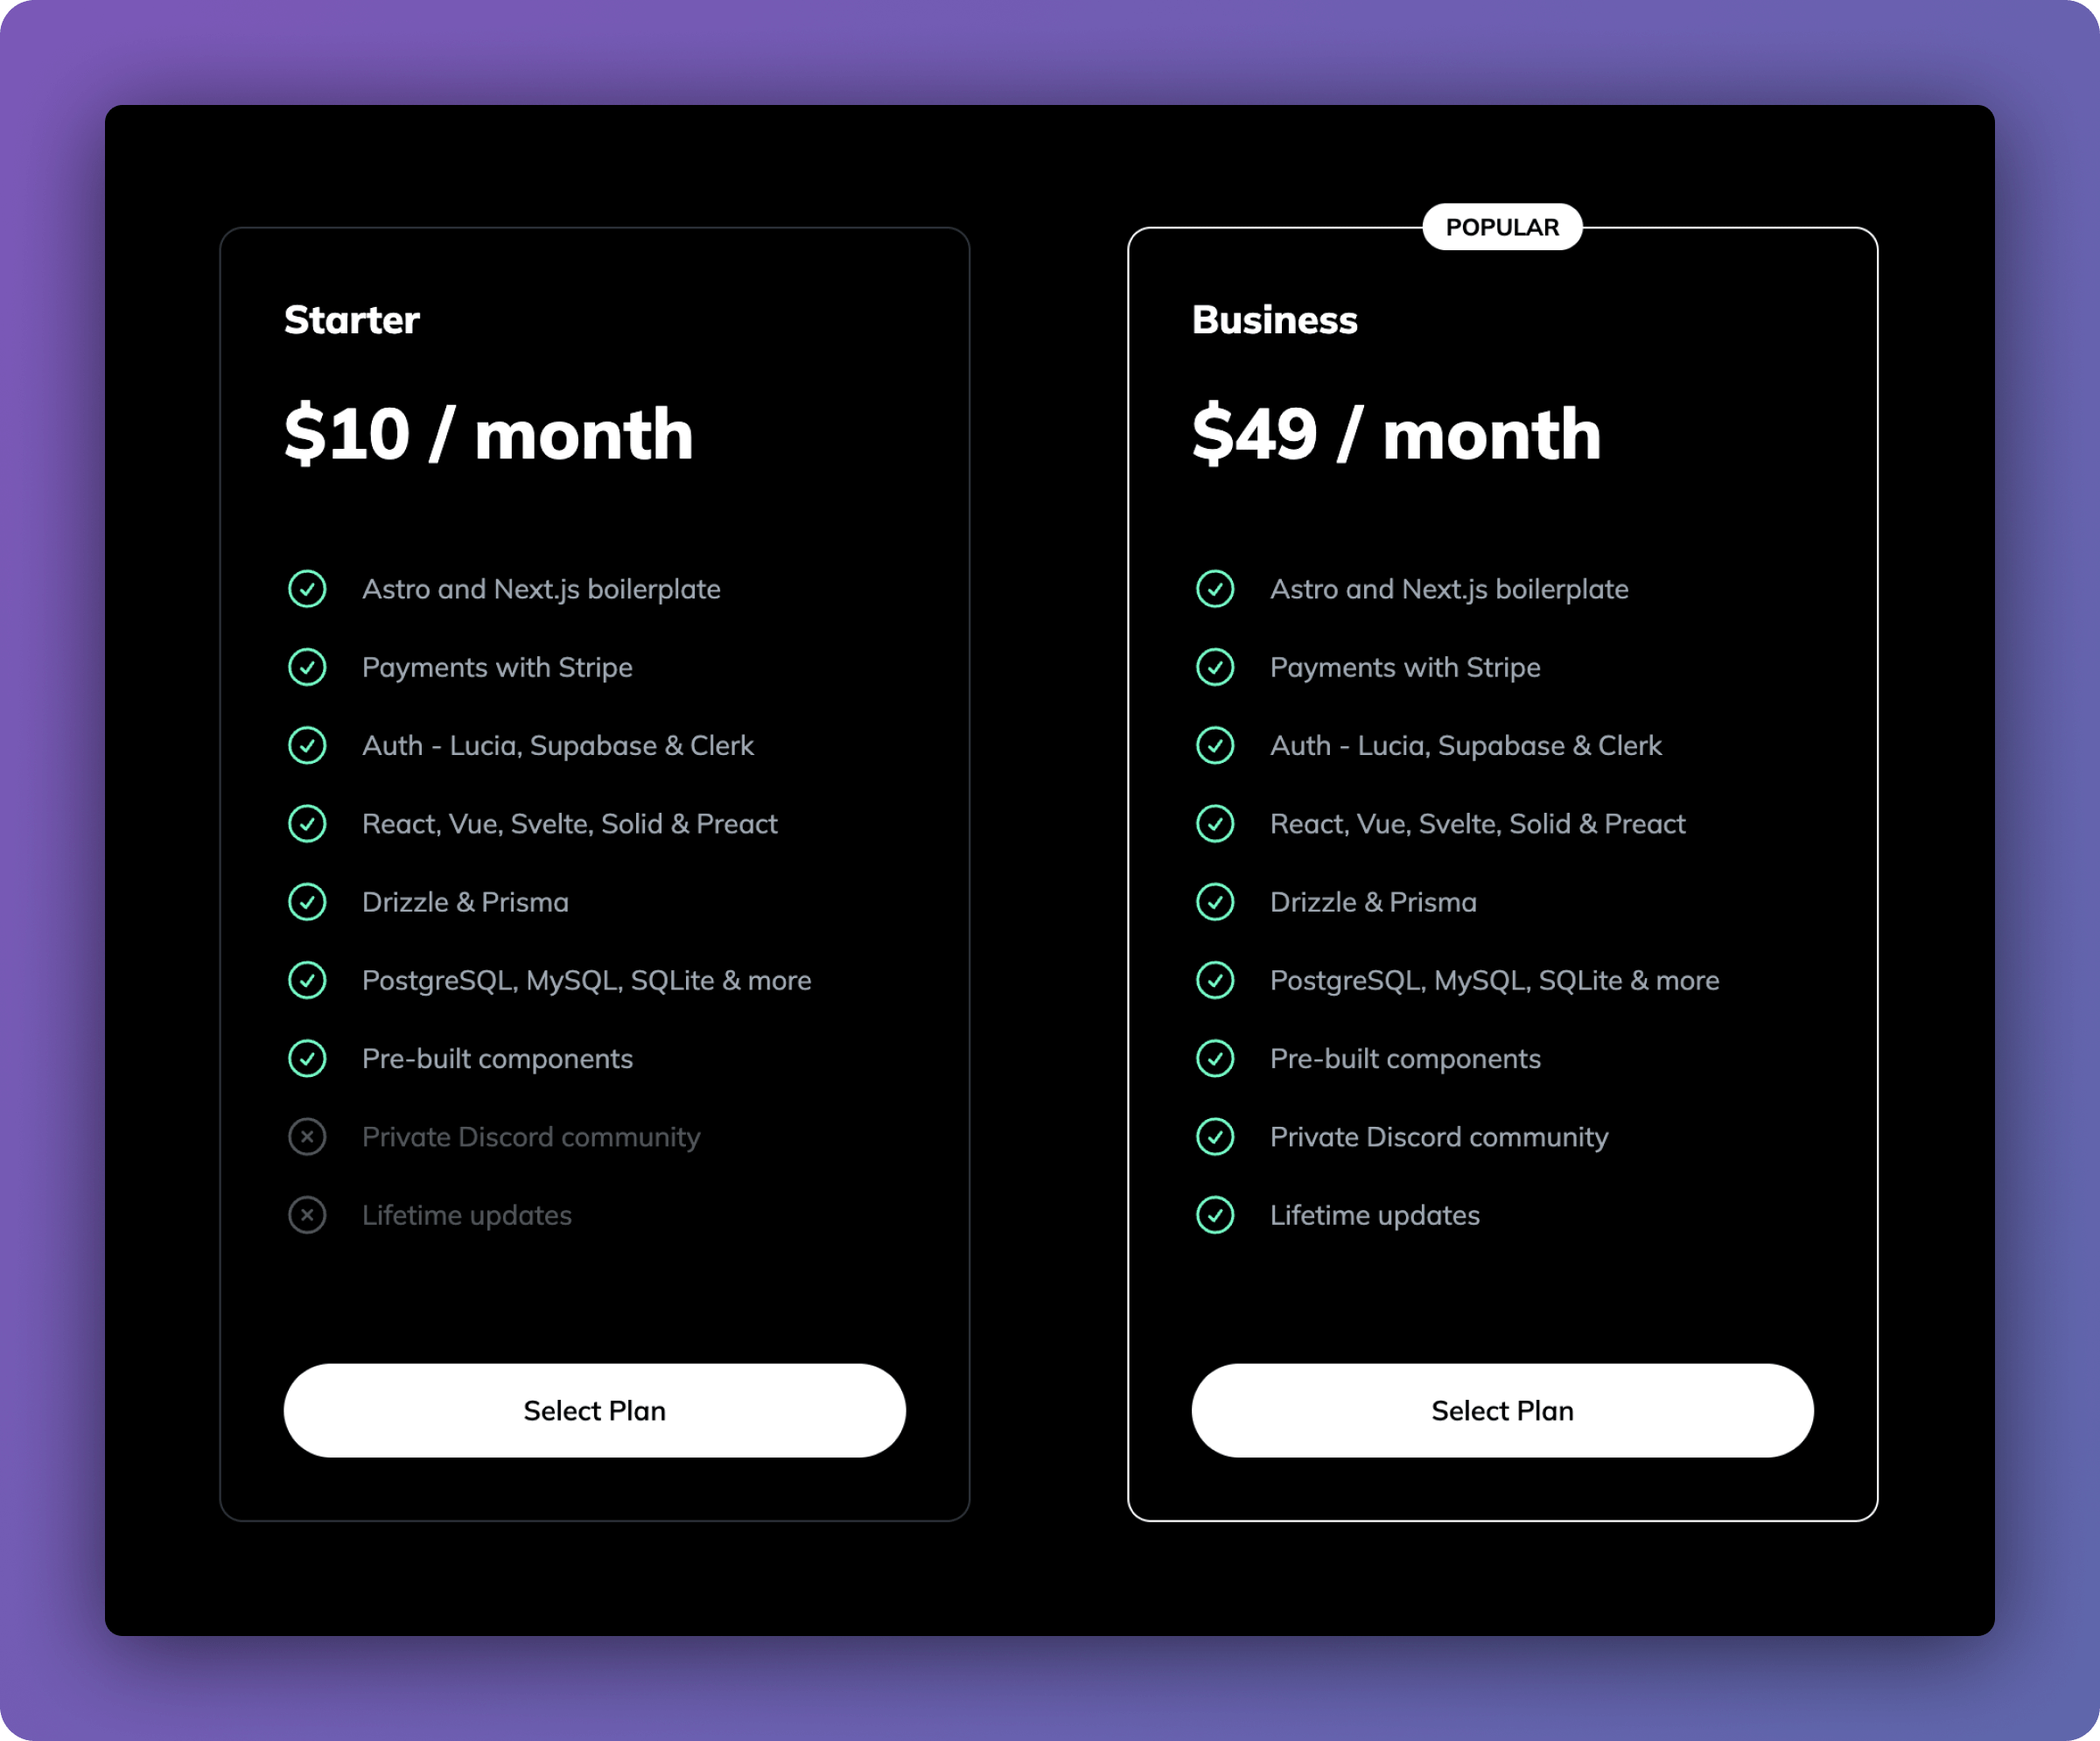 Starter
$10 / month
Astro and Next.js boilerplate
Payments with Stripe
Auth - Lucia, Supabase & Clerk
React, Vue, Svelte, Solid & Preact
Drizzle & Prisma
PostgreSQL, MySQL, SQLite & more
Pre-built components
Private Discord community
Lifetime updates
Select Plan
POPULAR
Business
$49 / month
Astro and Next.js boilerplate
Payments with Stripe
Auth - Lucia, Supabase & Clerk
React, Vue, Svelte, Solid & Preact
Drizzle & Prisma
PostgreSQL, MySQL, SQLite & more
Pre-built components
Private Discord community
Lifetime updates
Select Plan